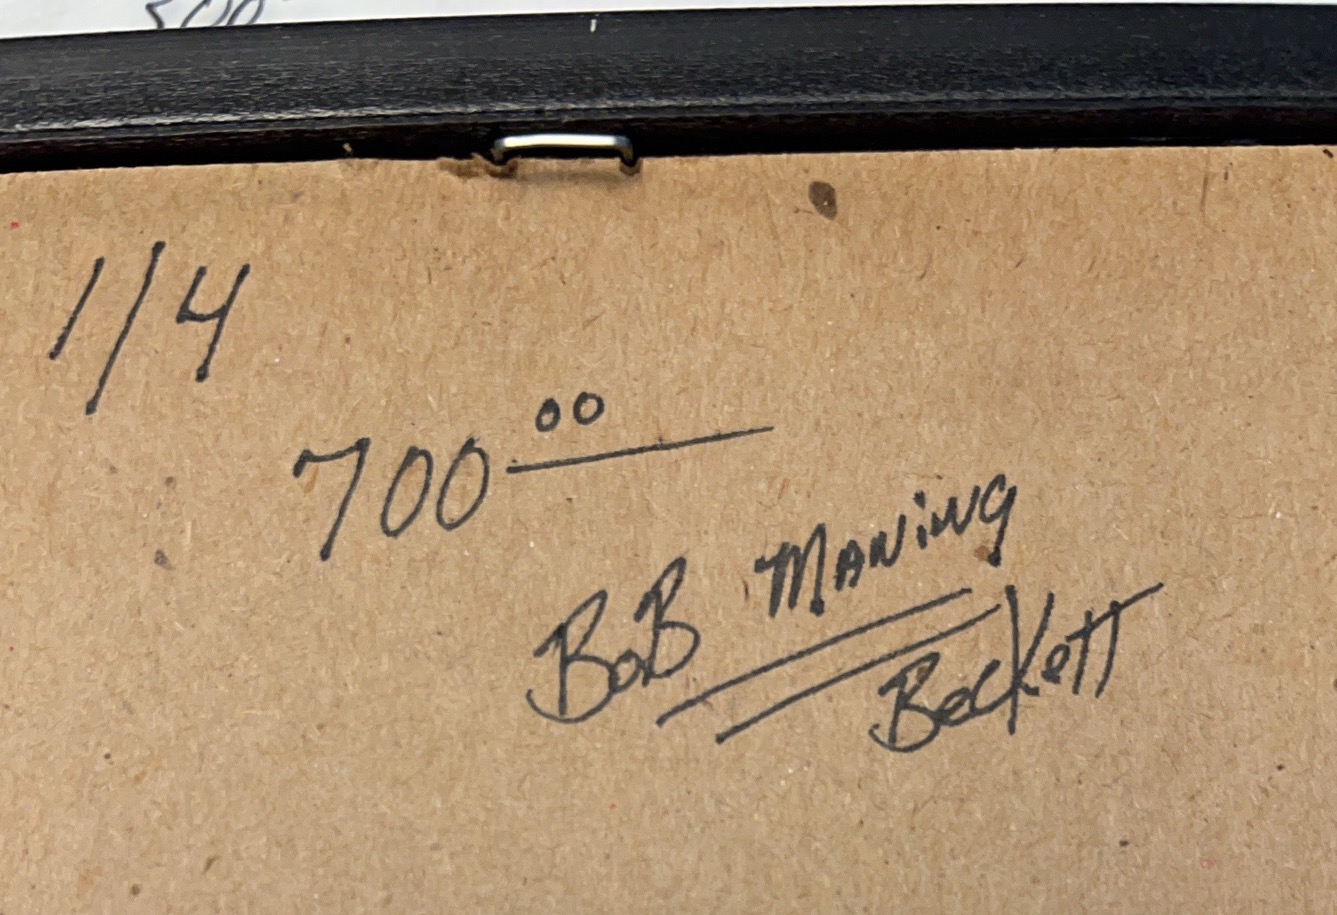 1/4
700 00
BoB MANiNg
Beckett